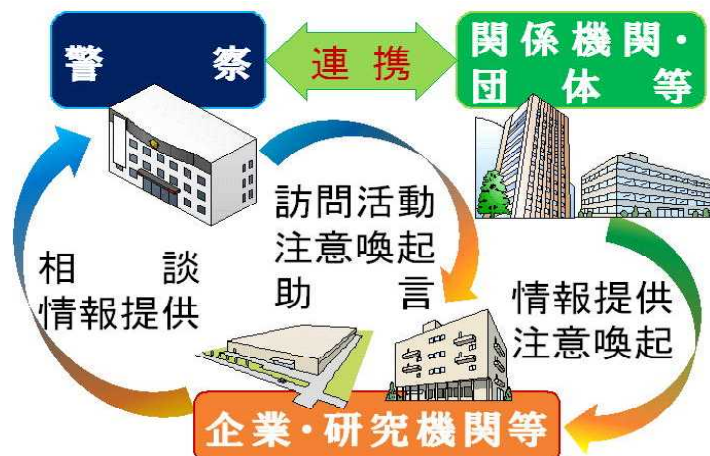 警察
連携
関係機関・
団体等
訪問活動
注意喚起
助言
相談
情報提供
情報提供
注意喚起
企業・研究機関等